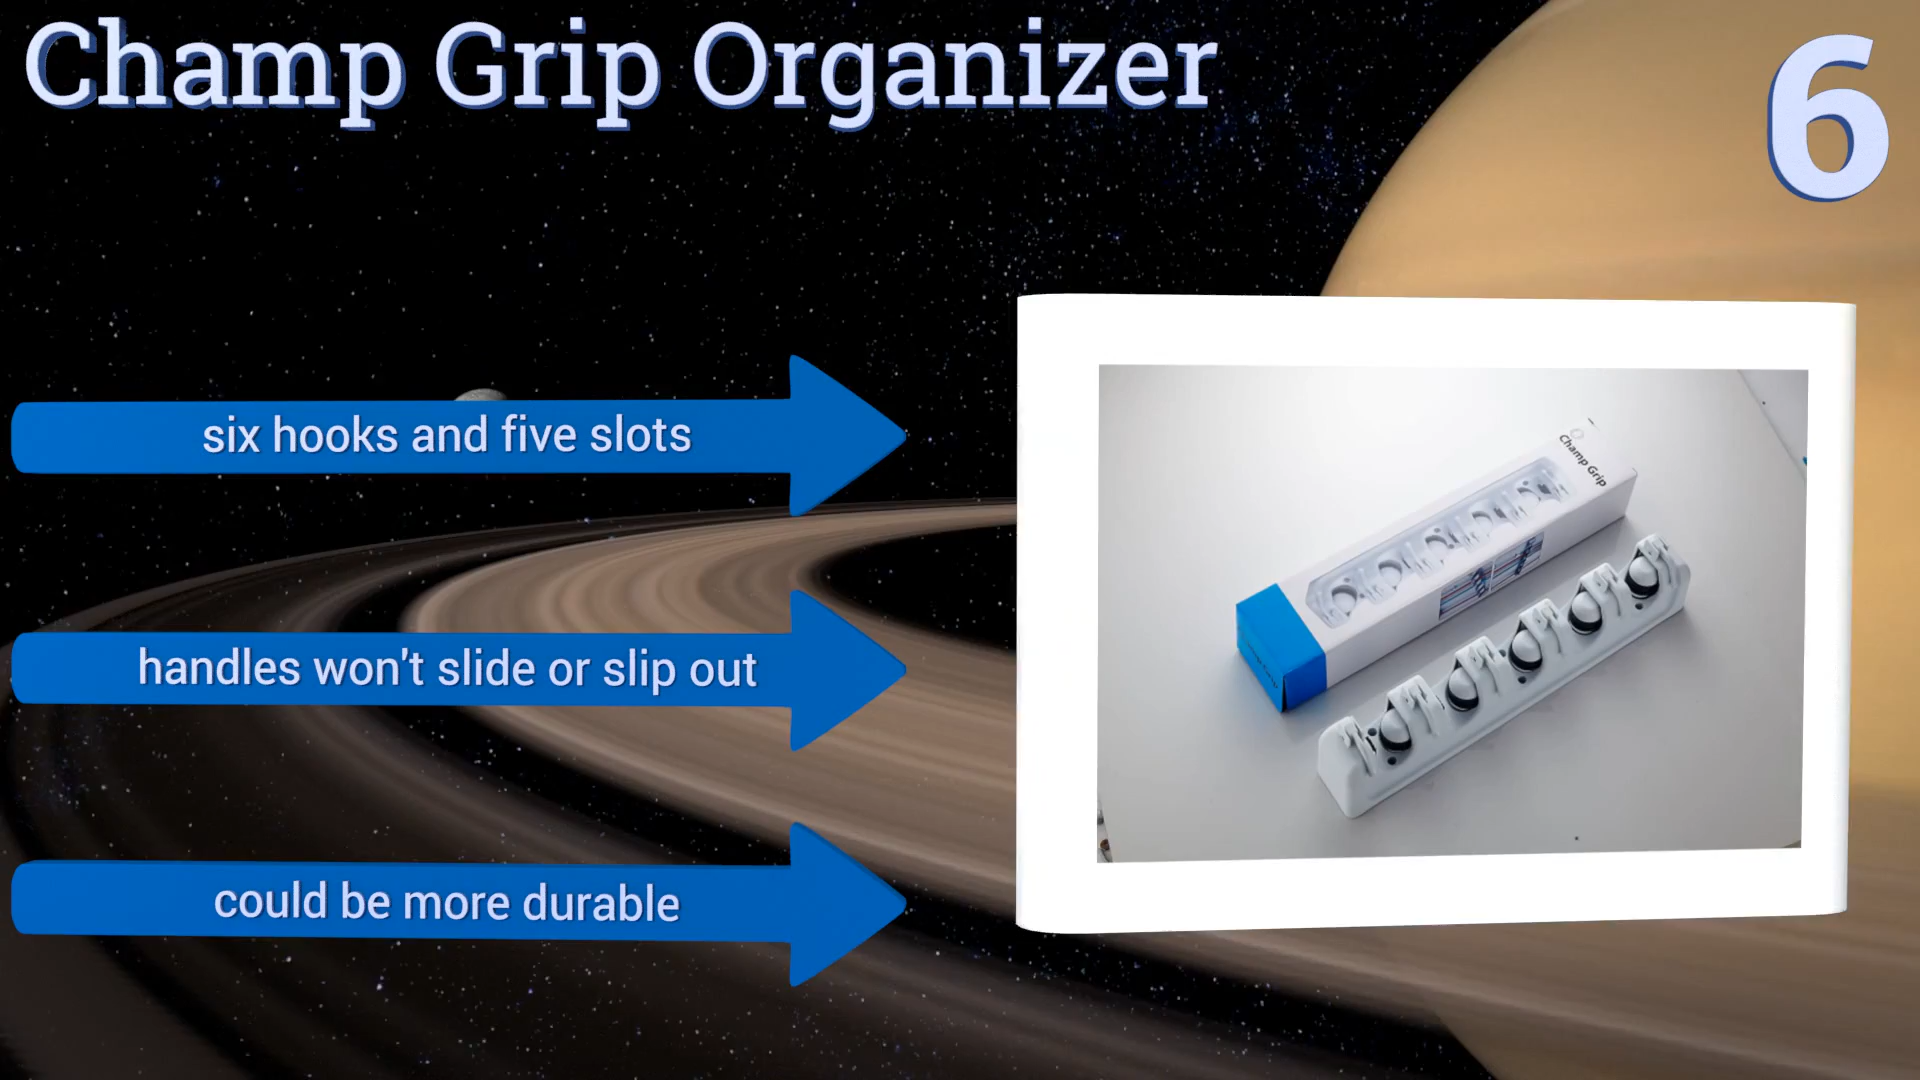 Champ Grip Organizer
6
six hooks and five slots
handles won't slide or slip out
could be more durable
Champ Grip